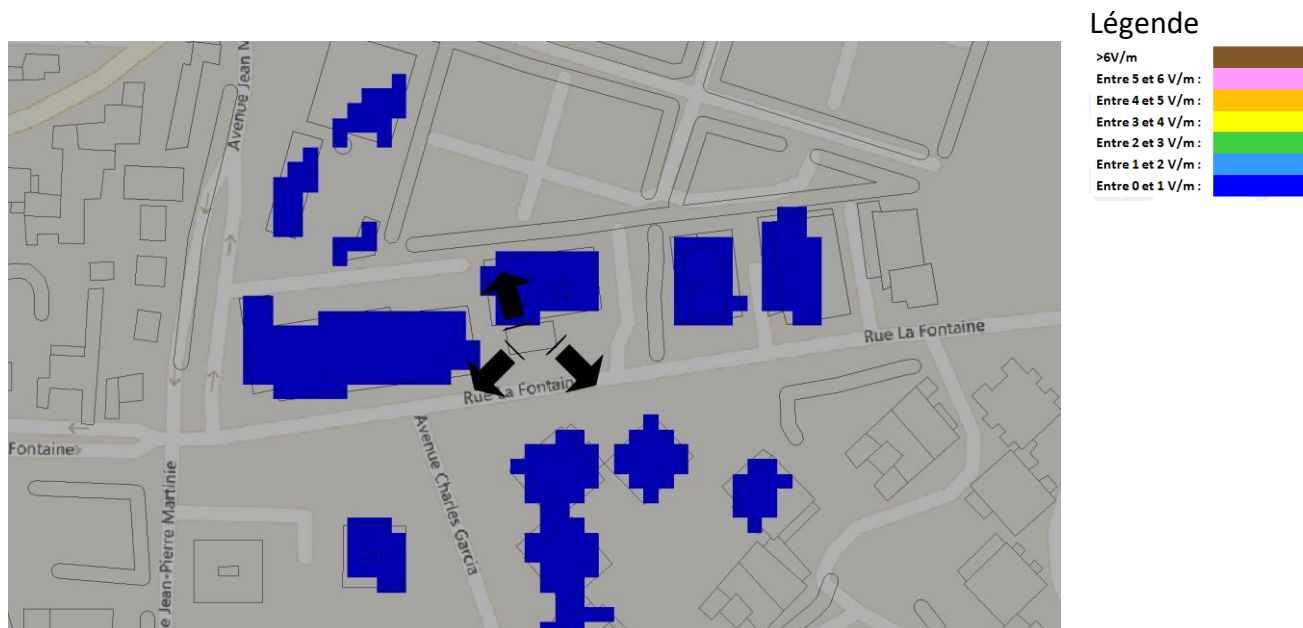 Légende
>6V/m
Entre 5 et 6 V/m :
Entre 4 et 5 V/m :
Entre 3 et 4 V/m :
Entre 2 et 3 V/m :
Entre 1 et 2 V/m :
Entre 0 et 1 V/m :
Avenue Jean M
Rue La Fontaine
Rue La Fontain
Fontaine
Avenue Charles Garcia
e Jean-Pierre Martinie